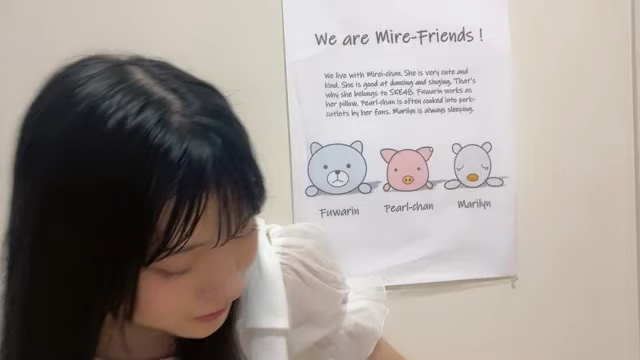 We are Mire-Friends !
We live with Mirei-chan. She is very cute and
kind. She is good at dancing and singing. That's
why she belongs to SKE48. Fuwarin works as
her pillow. Pearl-chan is often cooked into pork-
cutlets by her fans. Marilyn is always sleeping.
Fuwarin Pearl-chan Marilyn